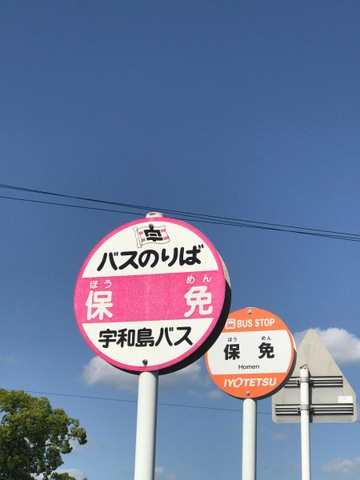 バスのりば
ほう めん
保 免
宇和島バス
BUS STOP
ほう めん
保 免
Homen
IYOTETSU